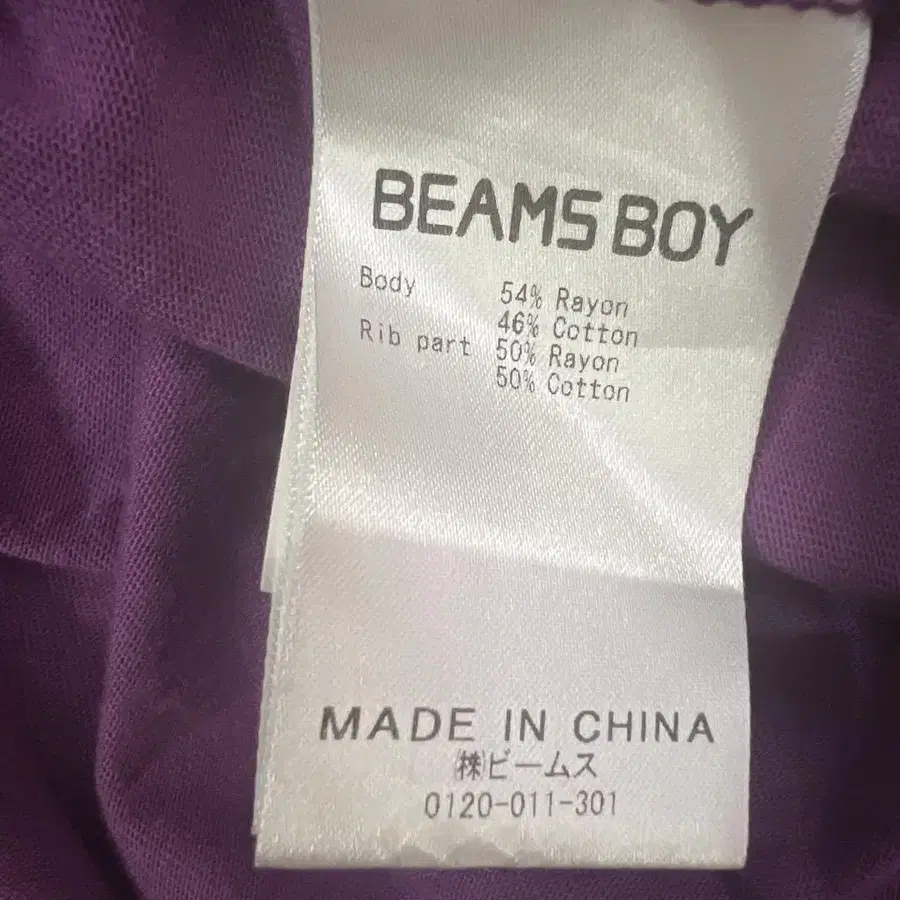 BEAMS BOY
Body 54% Rayon
46% Cotton
Rib part 50% Rayon
50% Cotton
MADE IN CHINA
㈱ビームス
0120-011-301